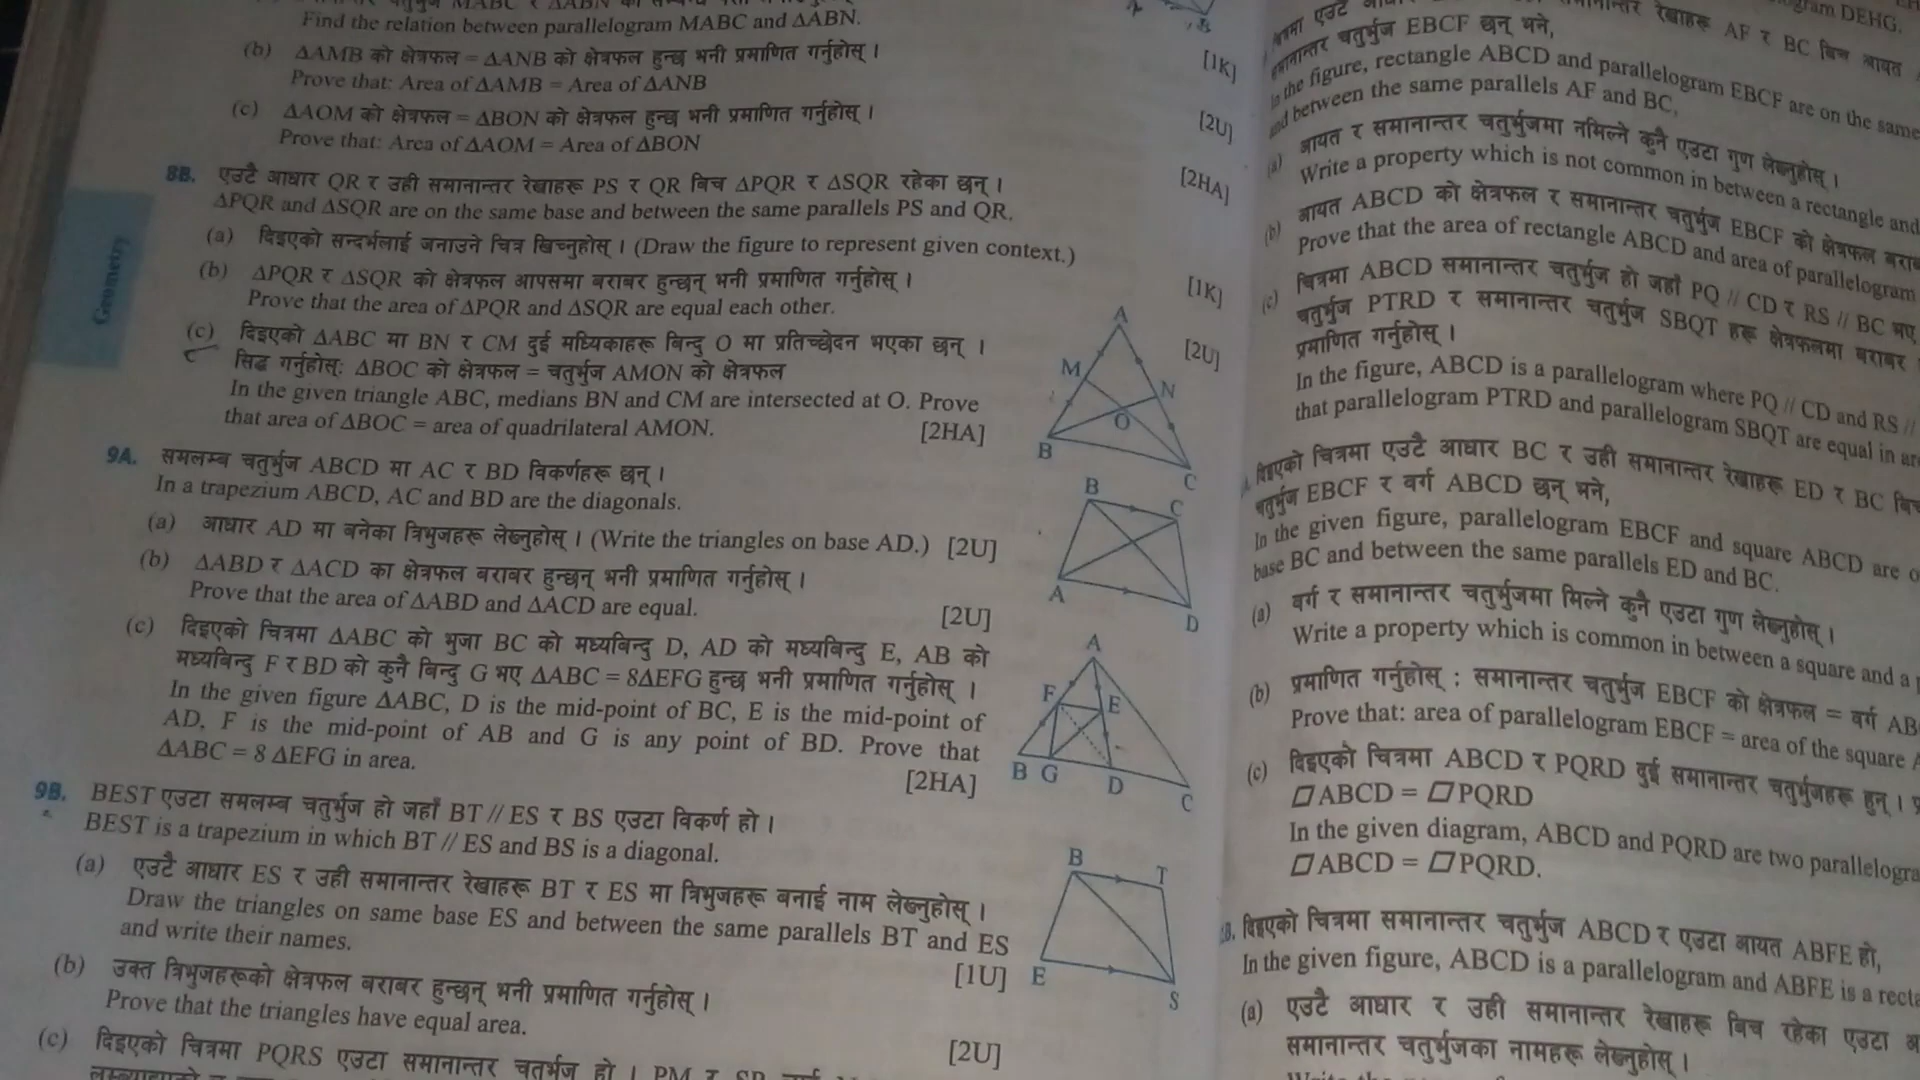 Find the relation between parallelogram MABC and ΔABN.
[1K]
(b) ΔAMB को क्षेत्रफल = ΔANB को क्षेत्रफल हुन्छ भनी प्रमाणित गर्नुहोस् ।
Prove that: Area of ΔAMB = Area of ΔANB
[2U]
(c) ΔAOM को क्षेत्रफल = ΔBON को क्षेत्रफल हुन्छ भनी प्रमाणित गर्नुहोस् ।
Prove that: Area of ΔAOM = Area of ΔBON
[2HA]
8B. एउटै आधार QR र उही समानान्तर रेखाहरू PS र QR बिच ΔPQR र ΔSQR रहेका छन् ।
ΔPQR and ΔSQR are on the same base and between the same parallels PS and QR.
(a) दिइएको सन्दर्भलाई जनाउने चित्र खिच्नुहोस् । (Draw the figure to represent given context.)
[1K]
(b) ΔPQR र ΔSQR को क्षेत्रफल आपसमा बराबर हुन्छन् भनी प्रमाणित गर्नुहोस् ।
Prove that the area of ΔPQR and ΔSQR are equal each other.
[2U]
(c) दिइएको ΔABC मा BN र CM दुई मध्यिकाहरू बिन्दु O मा प्रतिच्छेदन भएका छन् ।
सिद्ध गर्नुहोस्: ΔBOC को क्षेत्रफल = चतुर्भुज AMON को क्षेत्रफल
In the given triangle ABC, medians BN and CM are intersected at O. Prove
that area of ΔBOC = area of quadrilateral AMON. [2HA]
A
M
N
O
B
C
9A. समलम्ब चतुर्भुज ABCD मा AC र BD विकर्णहरू छन् ।
In a trapezium ABCD, AC and BD are the diagonals.
(a) आधार AD मा बनेका त्रिभुजहरू लेख्नुहोस् । (Write the triangles on base AD.) [2U]
(b) ΔABD र ΔACD का क्षेत्रफल बराबर हुन्छन् भनी प्रमाणित गर्नुहोस् ।
Prove that the area of ΔABD and ΔACD are equal. [2U]
B
C
A
D
(c) दिइएको चित्रमा ΔABC को भुजा BC को मध्यबिन्दु D, AD को मध्यबिन्दु E, AB को
मध्यबिन्दु F र BD को कुनै बिन्दु G भए ΔABC = 8ΔEFG हुन्छ भनी प्रमाणित गर्नुहोस् ।
In the given figure ΔABC, D is the mid-point of BC, E is the mid-point of
AD, F is the mid-point of AB and G is any point of BD. Prove that
ΔABC = 8 ΔEFG in area. [2HA]
A
F
E
B G D C
9B. BEST एउटा समलम्ब चतुर्भुज हो जहाँ BT // ES र BS एउटा विकर्ण हो ।
BEST is a trapezium in which BT // ES and BS is a diagonal.
(a) एउटै आधार ES र उही समानान्तर रेखाहरू BT र ES मा त्रिभुजहरू बनाई नाम लेख्नुहोस् ।
Draw the triangles on same base ES and between the same parallels BT and ES
and write their names. [1U]
(b) उक्त त्रिभुजहरूको क्षेत्रफल बराबर हुन्छन् भनी प्रमाणित गर्नुहोस् ।
Prove that the triangles have equal area. [2U]
B
T
E
S
(c) दिइएको चित्रमा PQRS एउटा समानान्तर चतुर्भुज हो ।
Geometry
gram DEHG.
रेखाहरू AF र BC बिच आयत
समानान्तर चतुर्भुज EBCF छन् भने,
In the figure, rectangle ABCD and parallelogram EBCF are on the same
and between the same parallels AF and BC,
(a) आयत र समानान्तर चतुर्भुजमा नमिल्ने कुनै एउटा गुण लेख्नुहोस् ।
Write a property which is not common in between a rectangle and
(b) आयत ABCD को क्षेत्रफल र समानान्तर चतुर्भुज EBCF को क्षेत्रफल
Prove that the area of rectangle ABCD and area of parallelogram
(c) चित्रमा ABCD समानान्तर चतुर्भुज हो जहाँ PQ // CD र RS // BC भए
चतुर्भुज PTRD र समानान्तर चतुर्भुज SBQT हरू क्षेत्रफलमा बराबर
प्रमाणित गर्नुहोस् ।
In the figure, ABCD is a parallelogram where PQ // CD and RS //
that parallelogram PTRD and parallelogram SBQT are equal in
दिइएको चित्रमा एउटै आधार BC र उही समानान्तर रेखाहरू ED र BC
चतुर्भुज EBCF र वर्ग ABCD छन् भने,
In the given figure, parallelogram EBCF and square ABCD are
base BC and between the same parallels ED and BC.
(a) वर्ग र समानान्तर चतुर्भुजमा मिल्ने कुनै एउटा गुण लेख्नुहोस् ।
Write a property which is common in between a square and a
(b) प्रमाणित गर्नुहोस् : समानान्तर चतुर्भुज EBCF को क्षेत्रफल = वर्ग
Prove that: area of parallelogram EBCF = area of the square
(c) दिइएको चित्रमा ABCD र PQRD दुई समानान्तर चतुर्भुजहरू हुन् ।
▱ABCD = ▱PQRD
In the given diagram, ABCD and PQRD are two
▱ABCD = ▱PQRD.
दिइएको चित्रमा समानान्तर चतुर्भुज ABCD र एउटा आयत ABFE हो,
In the given figure, ABCD is a parallelogram and ABFE is a
(a) एउटै आधार र उही समानान्तर रेखाहरू बिच रहेका एउटा
समानान्तर चतुर्भुजका नामहरू लेख्नुहोस् ।